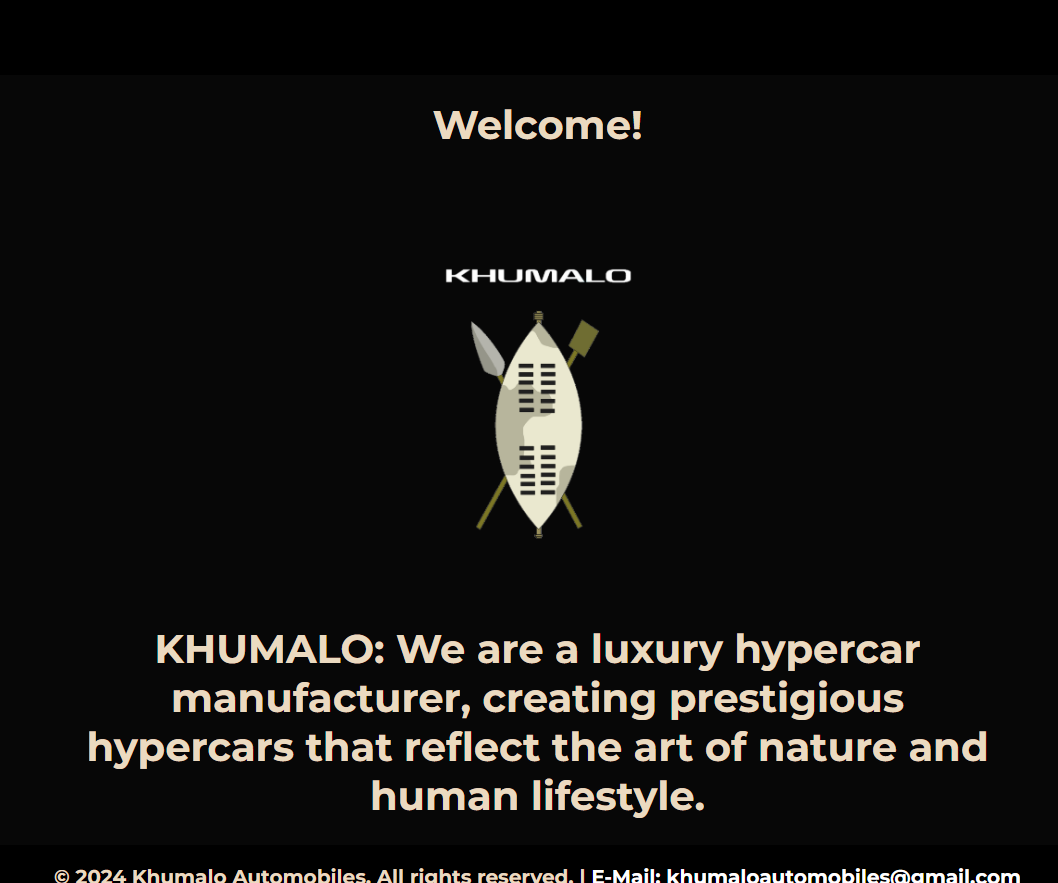 Welcome!
KHUMALO
KHUMALO: We are a luxury hypercar
manufacturer, creating prestigious
hypercars that reflect the art of nature and
human lifestyle.
© 2024 Khumalo Automobiles. All rights reserved. | E-Mail: khumaloautomobiles@gmail.com